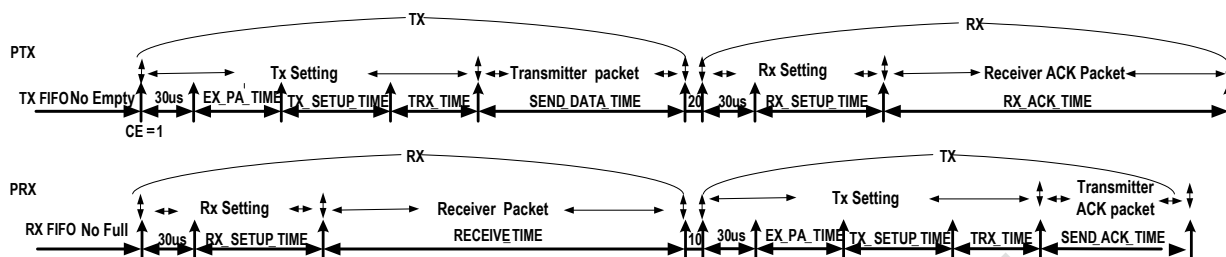 TX RX
PTX
Tx Setting Transmitter packet Rx Setting Receiver ACK Packet
TX FIFO No Empty 30us EX_PA_TIME TX_SETUP_TIME TRX_TIME SEND_DATA_TIME 20 30us RX_SETUP_TIME RX_ACK_TIME
CE =1
RX TX
PRX
Rx Setting Receiver Packet Tx Setting Transmitter
ACK packet
RX FIFO No Full 30us RX_SETUP_TIME RECEIVE TIME 10 30us EX_PA_TIME TX_SETUP_TIME TRX_TIME SEND_ACK_TIME